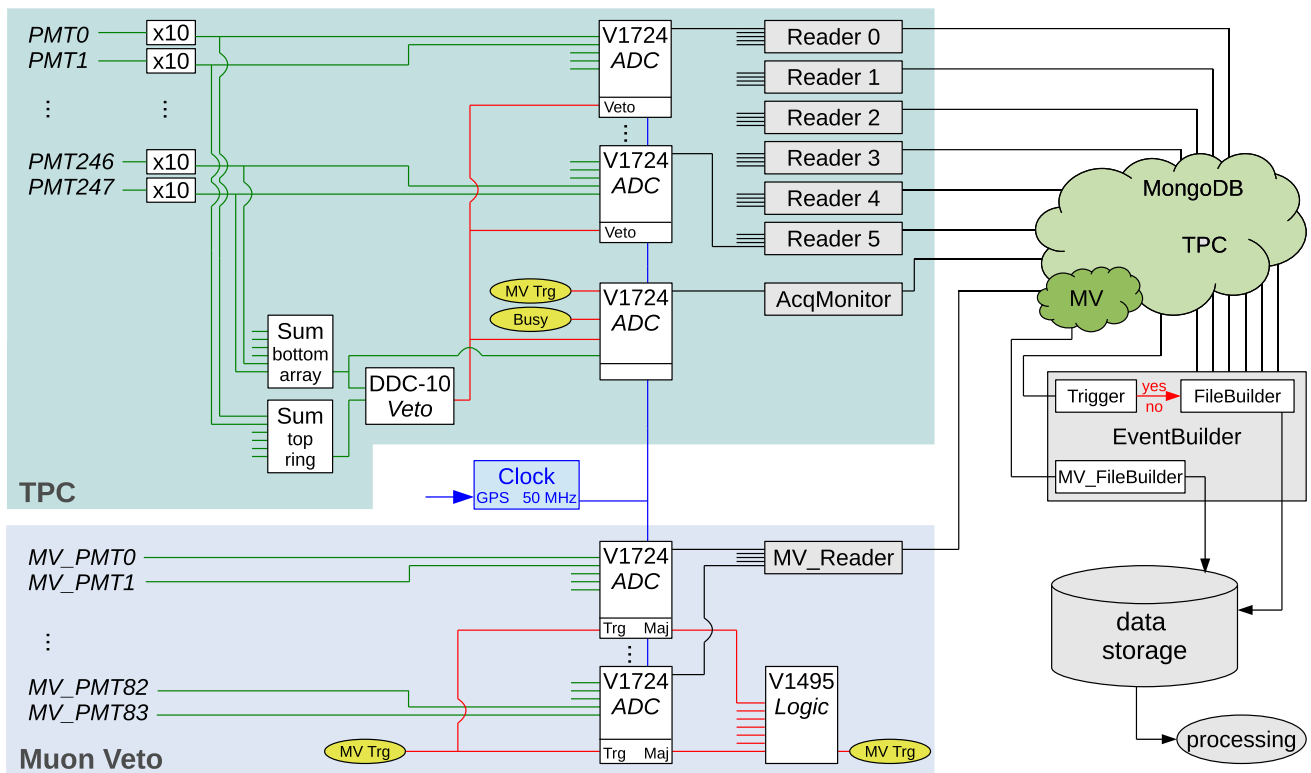 PMT0
x10
PMT1
x10
⋮
⋮
PMT246
x10
PMT247
x10
V1724
ADC
Veto
⋮
V1724
ADC
Veto
MV Trg
Busy
V1724
ADC
Reader 0
Reader 1
Reader 2
Reader 3
Reader 4
Reader 5
AcqMonitor
MongoDB
TPC
MV
Sum
bottom
array
Sum
top
ring
DDC-10
Veto
TPC
Clock
GPS 50 MHz
Trigger
yes
no
FileBuilder
EventBuilder
MV_FileBuilder
MV_PMT0
MV_PMT1
⋮
MV_PMT82
MV_PMT83
V1724
ADC
Trg Maj
⋮
V1724
ADC
Trg Maj
MV_Reader
V1495
Logic
MV Trg
MV Trg
Muon Veto
data
storage
processing